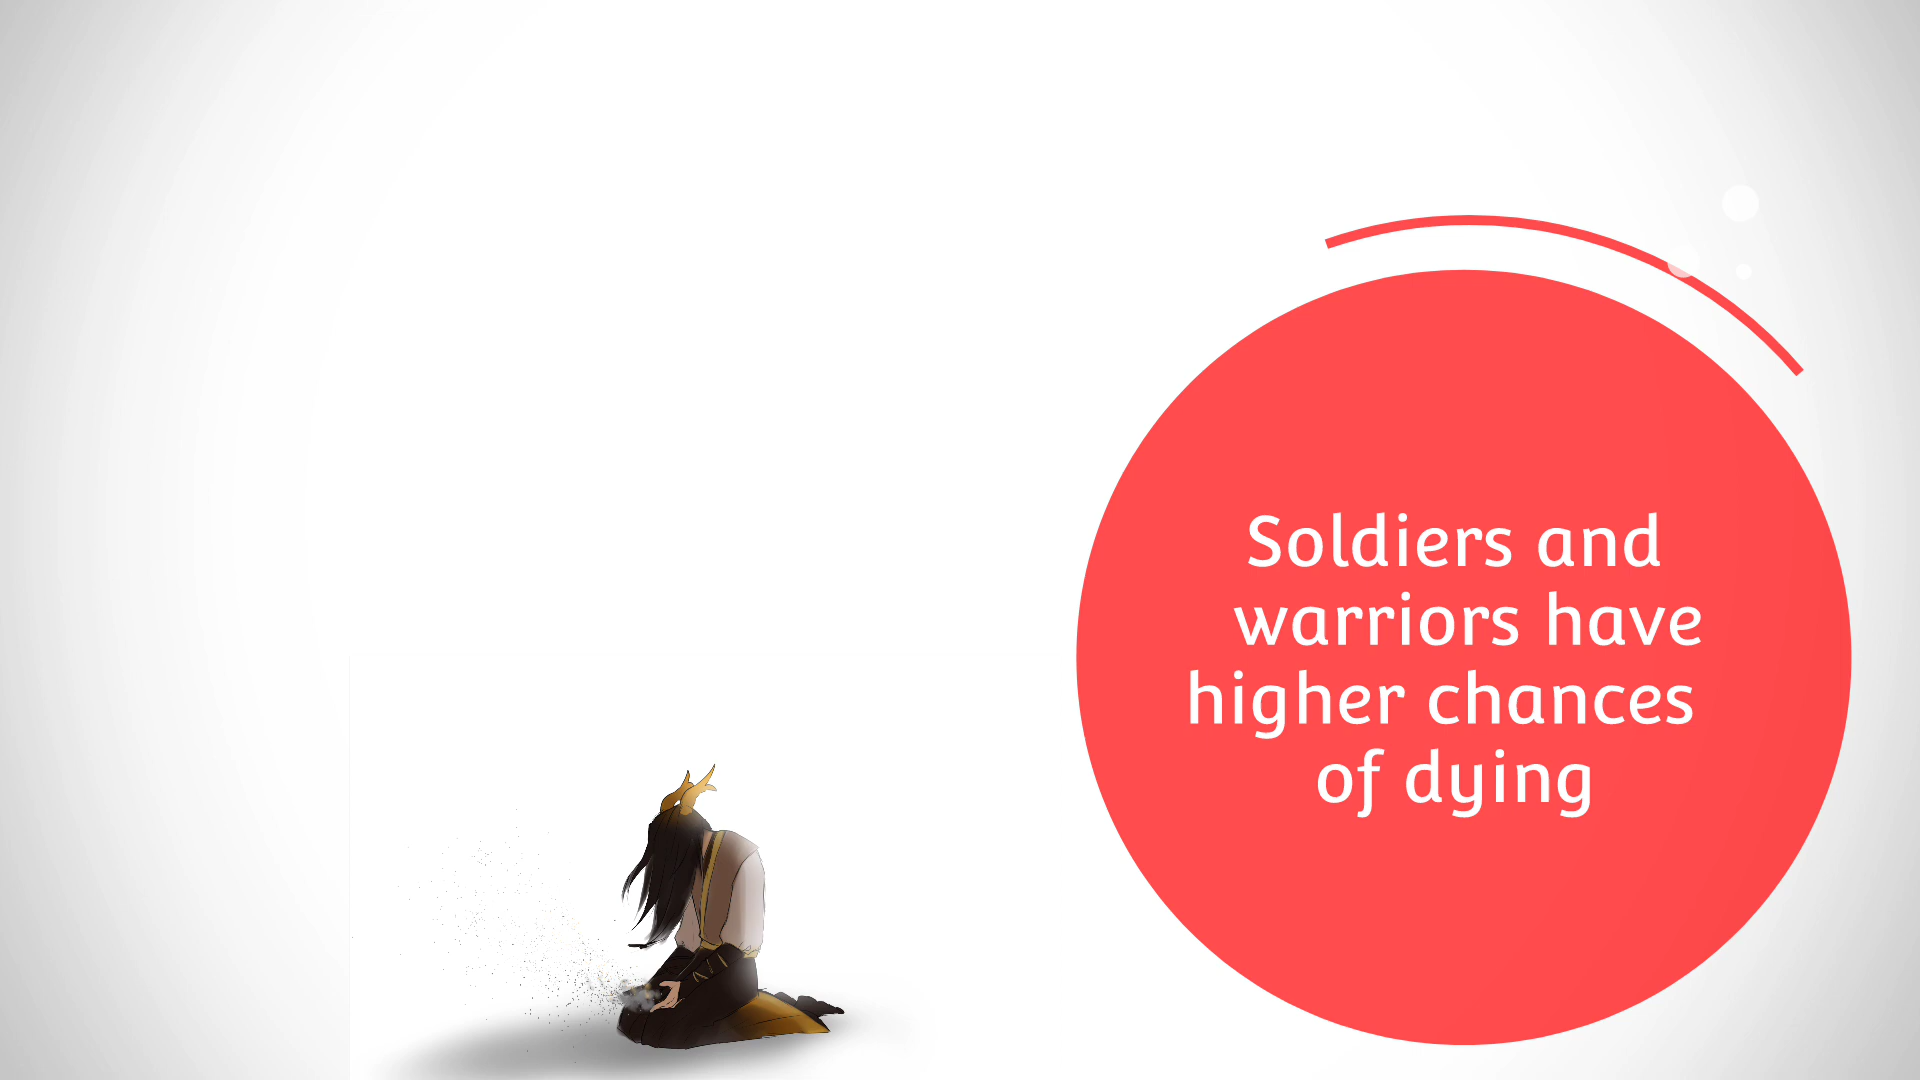 Soldiers and
warriors have
higher chances
of dying